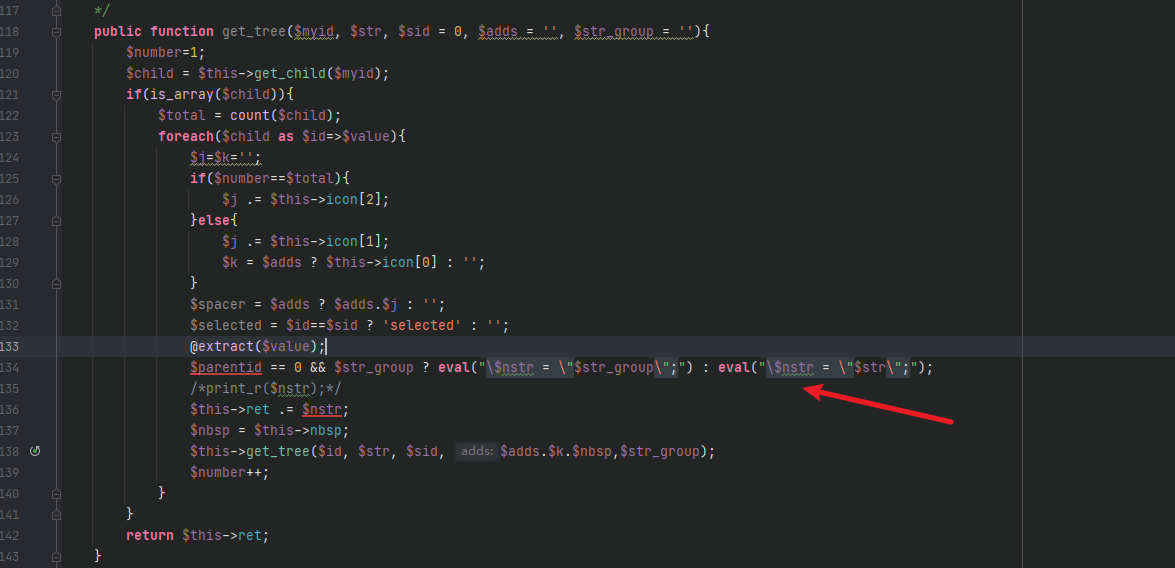 117 */
118 public function get_tree($myid, $str, $sid = 0, $adds = '', $str_group = ''){
119 $number=1;
120 $child = $this->get_child($myid);
121 if(is_array($child)){
122 $total = count($child);
123 foreach($child as $id=>$value){
124 $j=$k='';
125 if($number==$total){
126 $j .= $this->icon[2];
127 }else{
128 $j .= $this->icon[1];
129 $k = $adds ? $this->icon[0] : '';
130 }
131 $spacer = $adds ? $adds.$j : '';
132 $selected = $id==$sid ? 'selected' : '';
133 @extract($value);
134 $parentid == 0 && $str_group ? eval("\$nstr = \"$str_group\";") : eval("\$nstr = \"$str\";");
135 /*print_r($nstr);*/
136 $this->ret .= $nstr;
137 $nbsp = $this->nbsp;
138 $this->get_tree($id, $str, $sid, adds: $adds.$k.$nbsp,$str_group);
139 $number++;
140 }
141 }
142 return $this->ret;
143 }